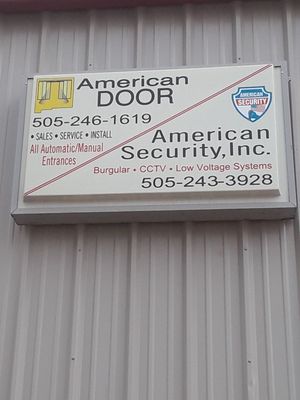 American
DOOR
505-246-1619
• SALES • SERVICE • INSTALL
All Automatic/Manual
Entrances
AMERICAN
SECURITY
American
Security, Inc.
Burgular • CCTV • Low Voltage Systems
505-243-3928